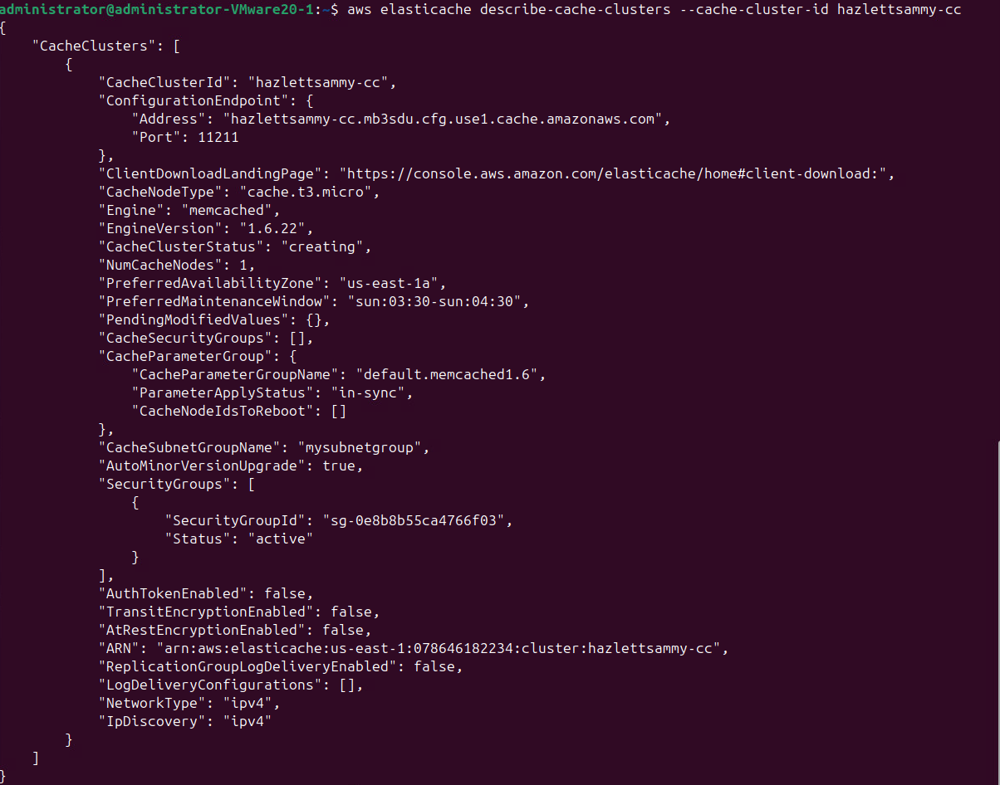 administrator@administrator-VMware20-1:~$ aws elasticache describe-cache-clusters --cache-cluster-id hazlettsammy-cc
{
    "CacheClusters": [
        {
            "CacheClusterId": "hazlettsammy-cc",
            "ConfigurationEndpoint": {
                "Address": "hazlettsammy-cc.mb3sdu.cfg.use1.cache.amazonaws.com",
                "Port": 11211
            },
            "ClientDownloadLandingPage": "https://console.aws.amazon.com/elasticache/home#client-download:",
            "CacheNodeType": "cache.t3.micro",
            "Engine": "memcached",
            "EngineVersion": "1.6.22",
            "CacheClusterStatus": "creating",
            "NumCacheNodes": 1,
            "PreferredAvailabilityZone": "us-east-1a",
            "PreferredMaintenanceWindow": "sun:03:30-sun:04:30",
            "PendingModifiedValues": {},
            "CacheSecurityGroups": [],
            "CacheParameterGroup": {
                "CacheParameterGroupName": "default.memcached1.6",
                "ParameterApplyStatus": "in-sync",
                "CacheNodeIdsToReboot": []
            },
            "CacheSubnetGroupName": "mysubnetgroup",
            "AutoMinorVersionUpgrade": true,
            "SecurityGroups": [
                {
                    "SecurityGroupId": "sg-0e8b8b55ca4766f03",
                    "Status": "active"
                }
            ],
            "AuthTokenEnabled": false,
            "TransitEncryptionEnabled": false,
            "AtRestEncryptionEnabled": false,
            "ARN": "arn:aws:elasticache:us-east-1:078646182234:cluster:hazlettsammy-cc",
            "ReplicationGroupLogDeliveryEnabled": false,
            "LogDeliveryConfigurations": [],
            "NetworkType": "ipv4",
            "IpDiscovery": "ipv4"
        }
    ]
}